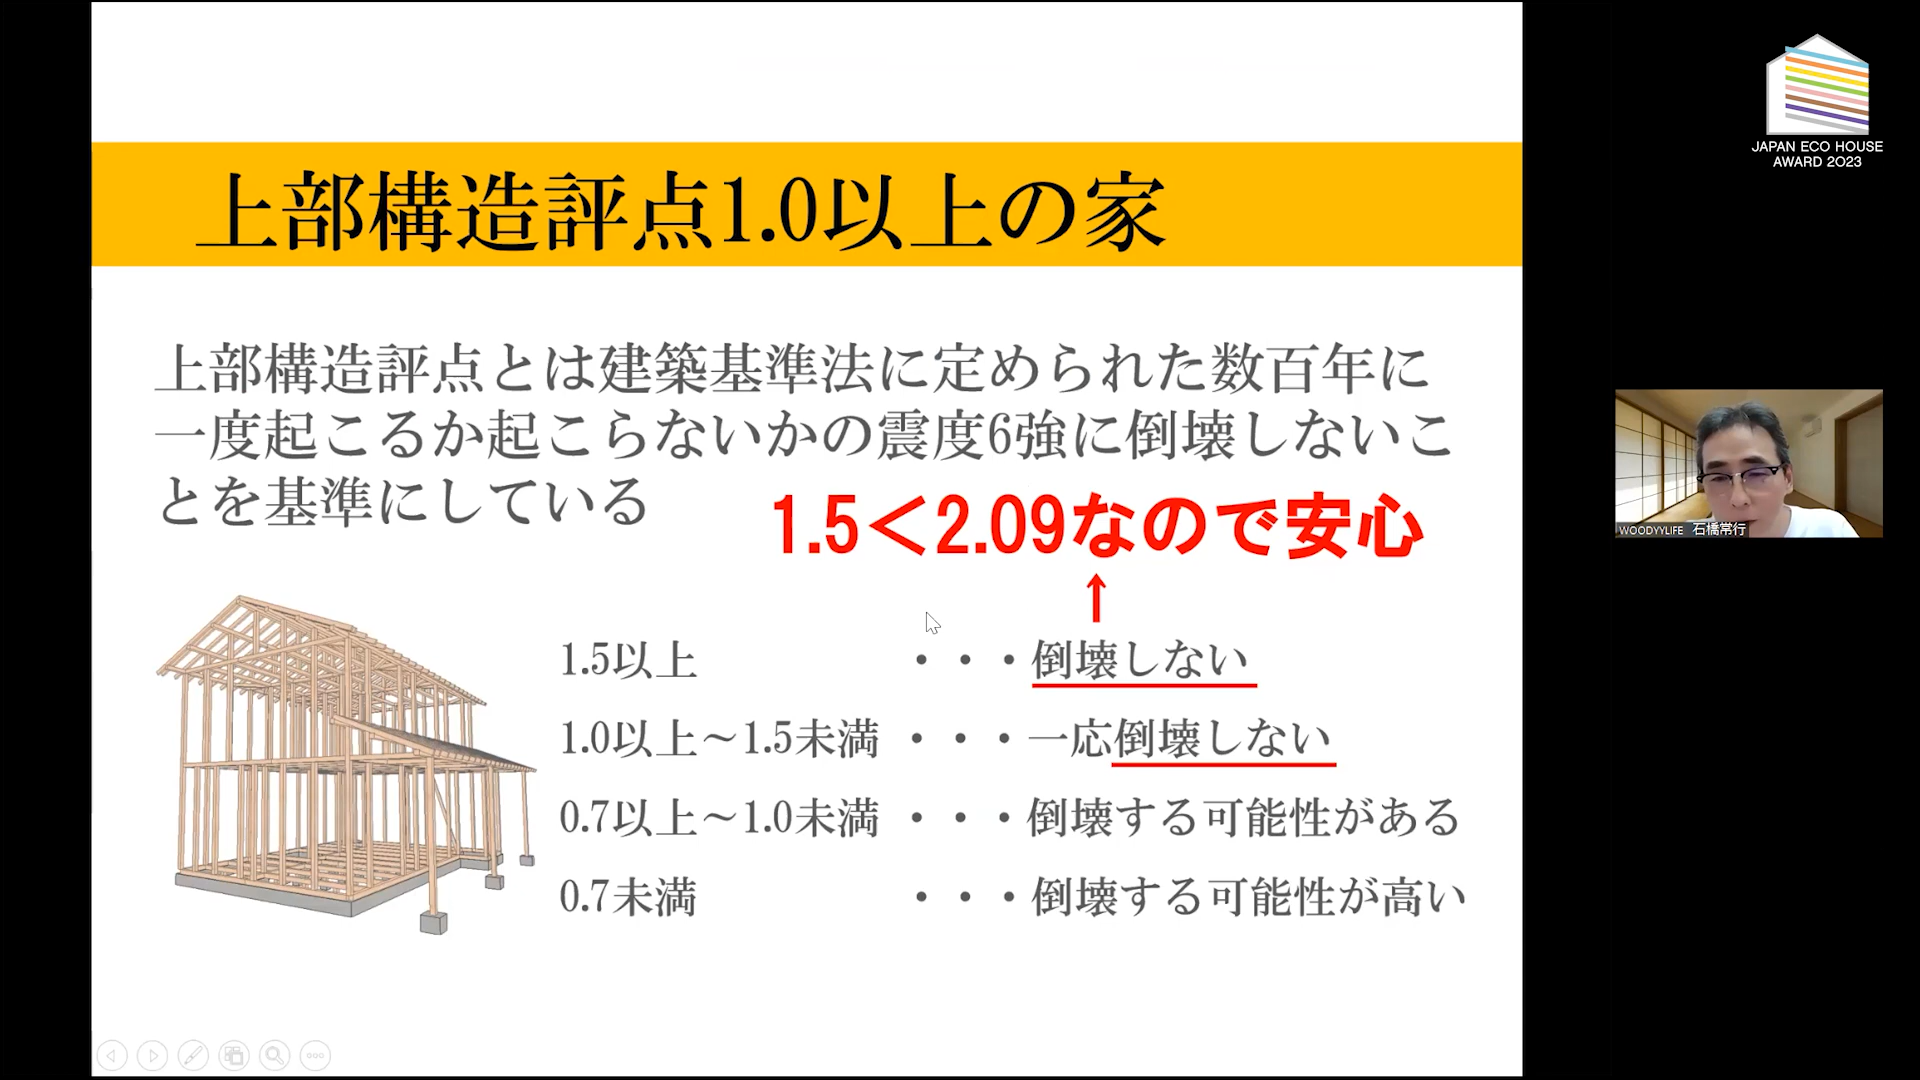 上部構造評点1.0以上の家
上部構造評点とは建築基準法に定められた数百年に
一度起こるか起こらないかの震度6強に倒壊しないこ
とを基準にしている
1.5＜2.09なので安心
↑
1.5以上 ・・・倒壊しない
1.0以上～1.5未満 ・・・一応倒壊しない
0.7以上～1.0未満 ・・・倒壊する可能性がある
0.7未満 ・・・倒壊する可能性が高い
JAPAN ECO HOUSE
AWARD 2023
WOODYYLIFE 石橋常行